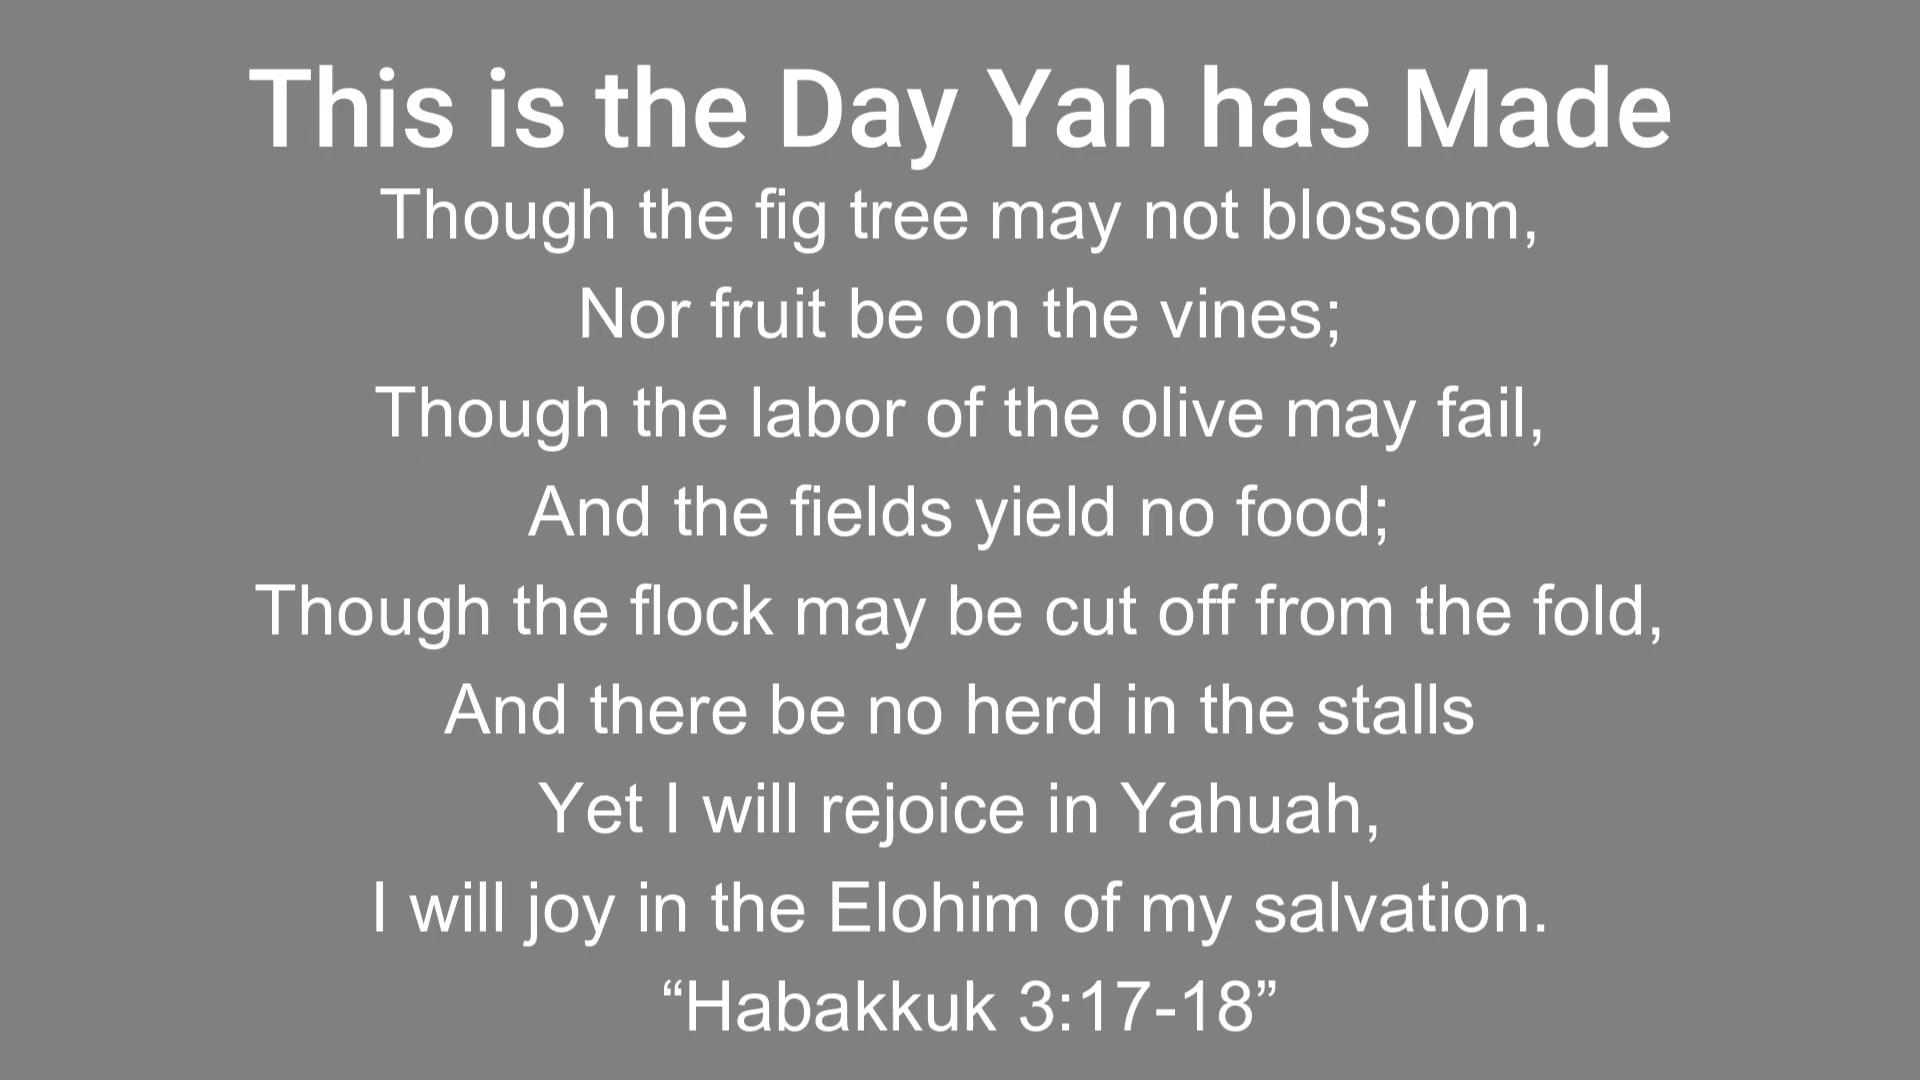 This is the Day Yah has Made
Though the fig tree may not blossom,
Nor fruit be on the vines;
Though the labor of the olive may fail,
And the fields yield no food;
Though the flock may be cut off from the fold,
And there be no herd in the stalls
Yet I will rejoice in Yahuah,
I will joy in the Elohim of my salvation.
“Habakkuk 3:17-18”